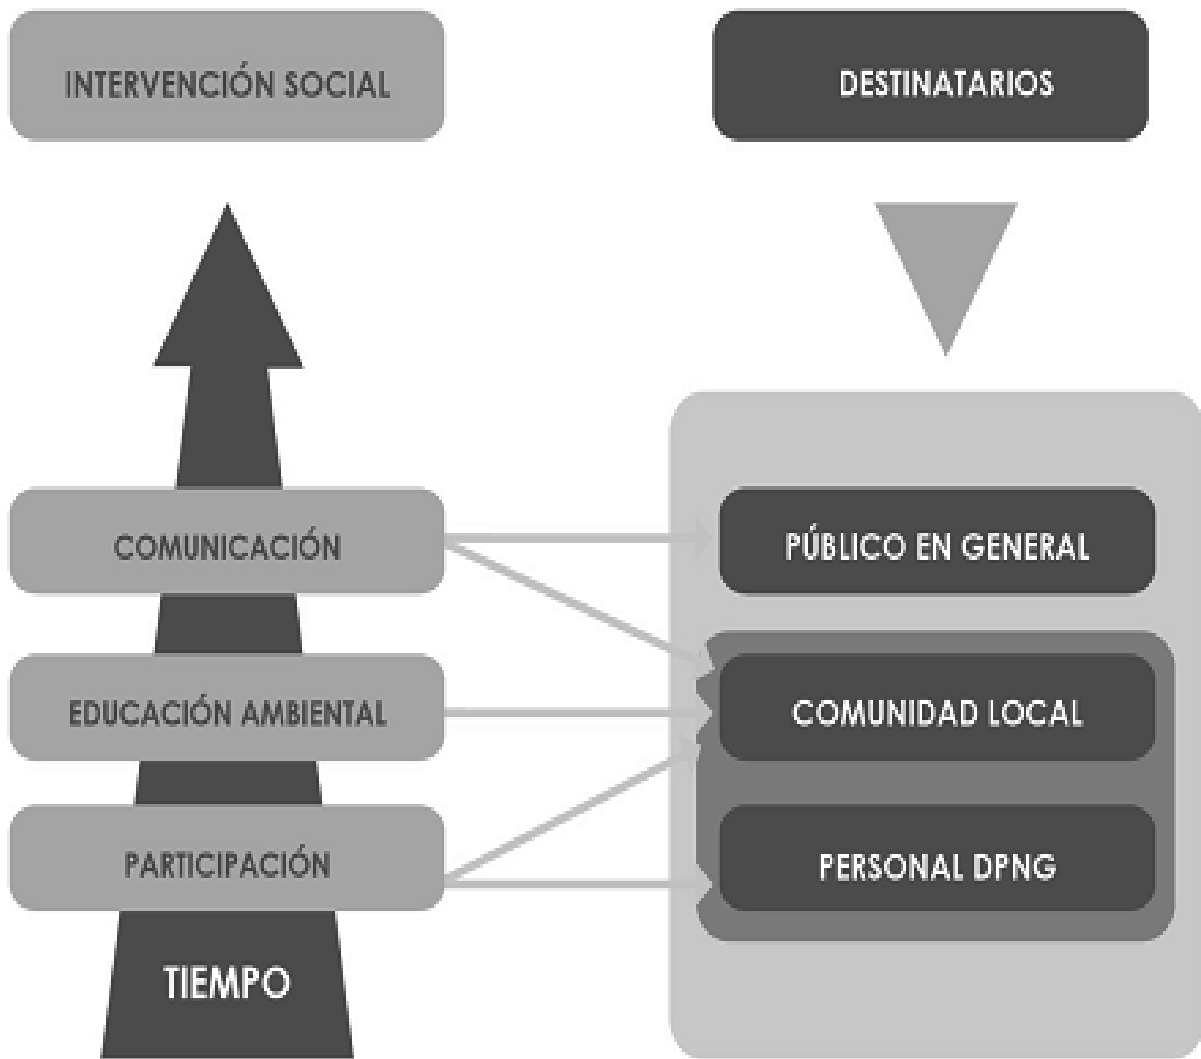 INTERVENCIÓN SOCIAL
DESTINATARIOS
COMUNICACIÓN
PÚBLICO EN GENERAL
EDUCACIÓN AMBIENTAL
COMUNIDAD LOCAL
PARTICIPACIÓN
PERSONAL DPNG
TIEMPO